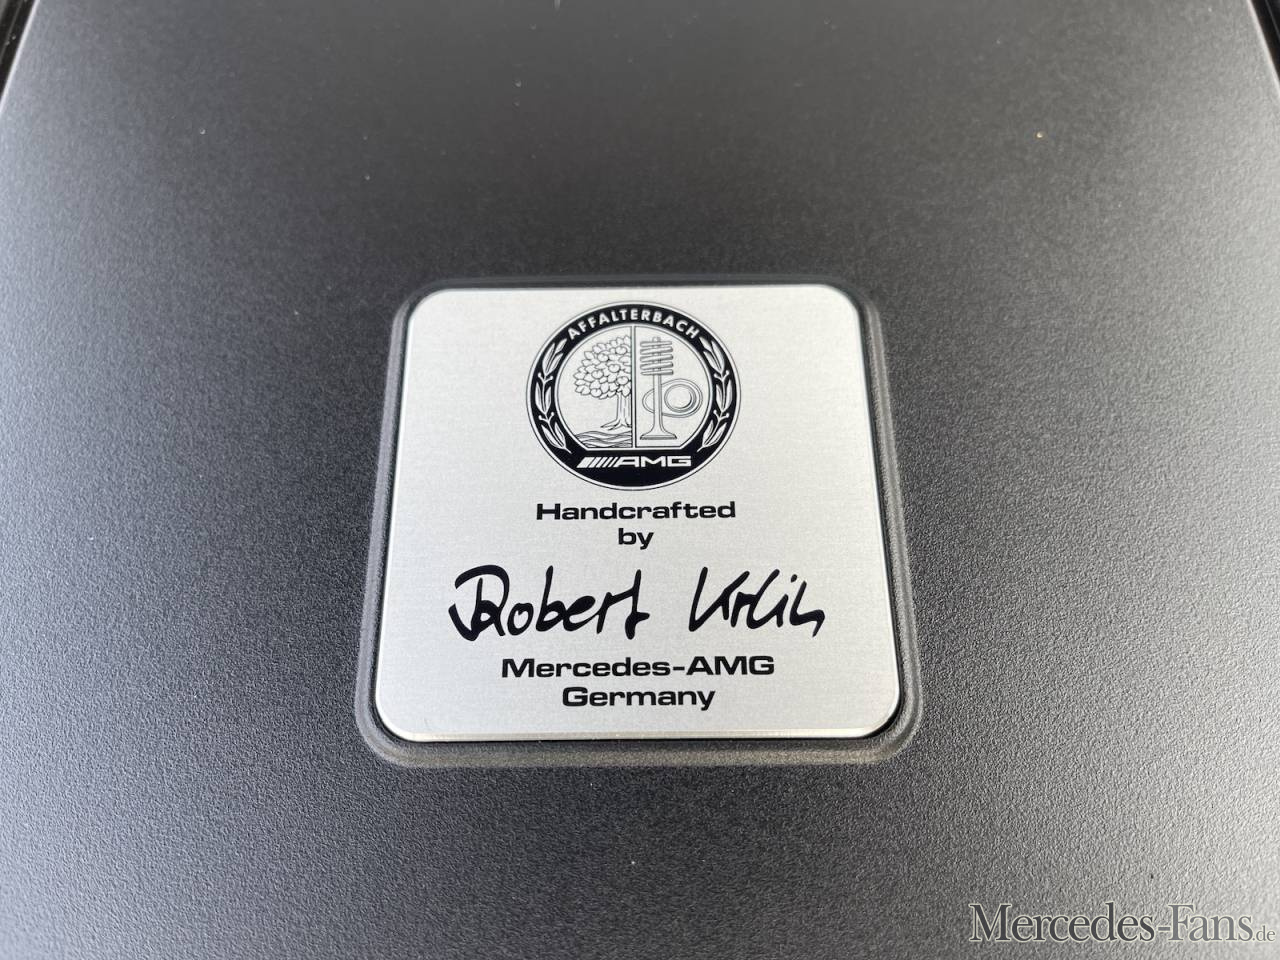 AFFALTERBACH
AMG
Handcrafted
by
Robert
Mercedes-AMG
Germany
Mercedes-Fans.de